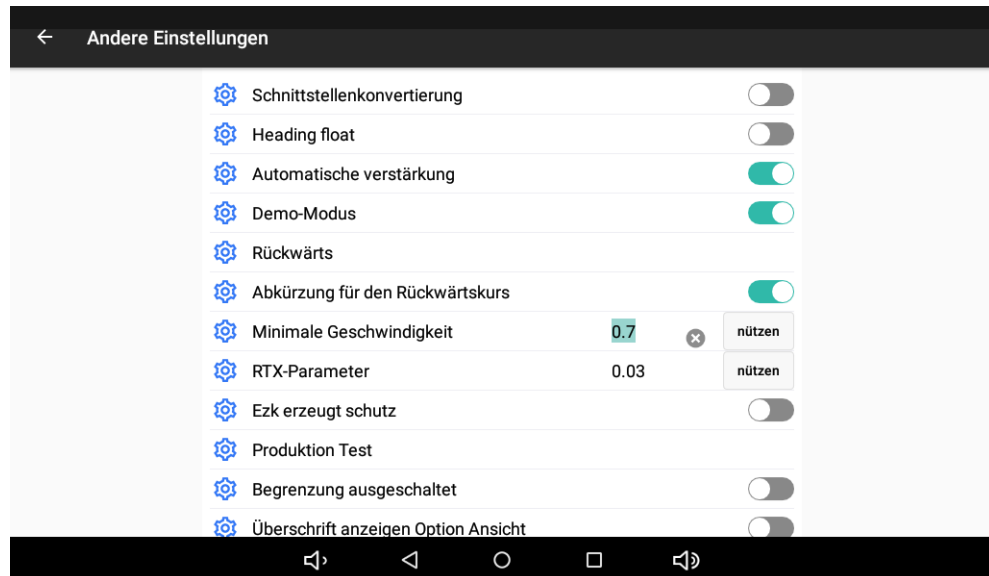 Andere Einstellungen
Schnittstellenkonvertierung
Heading float
Automatische verstärkung
Demo-Modus
Rückwärts
Abkürzung für den Rückwärtskurs
Minimale Geschwindigkeit 0.7 nützen
RTX-Parameter 0.03 nützen
Ezk erzeugt schutz
Produktion Test
Begrenzung ausgeschaltet
Überschrift anzeigen Option Ansicht